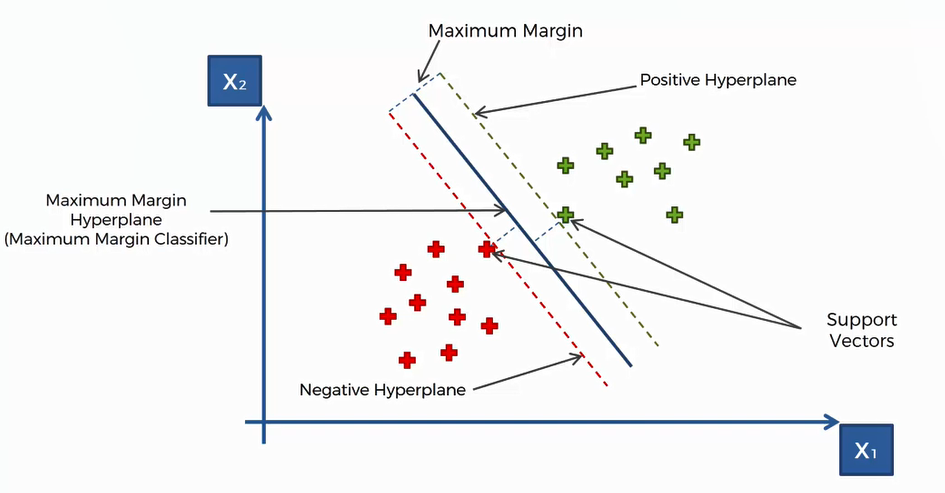 Maximum Margin
X₂
Positive Hyperplane
Maximum Margin
Hyperplane
(Maximum Margin Classifier)
Support
Vectors
Negative Hyperplane
X₁